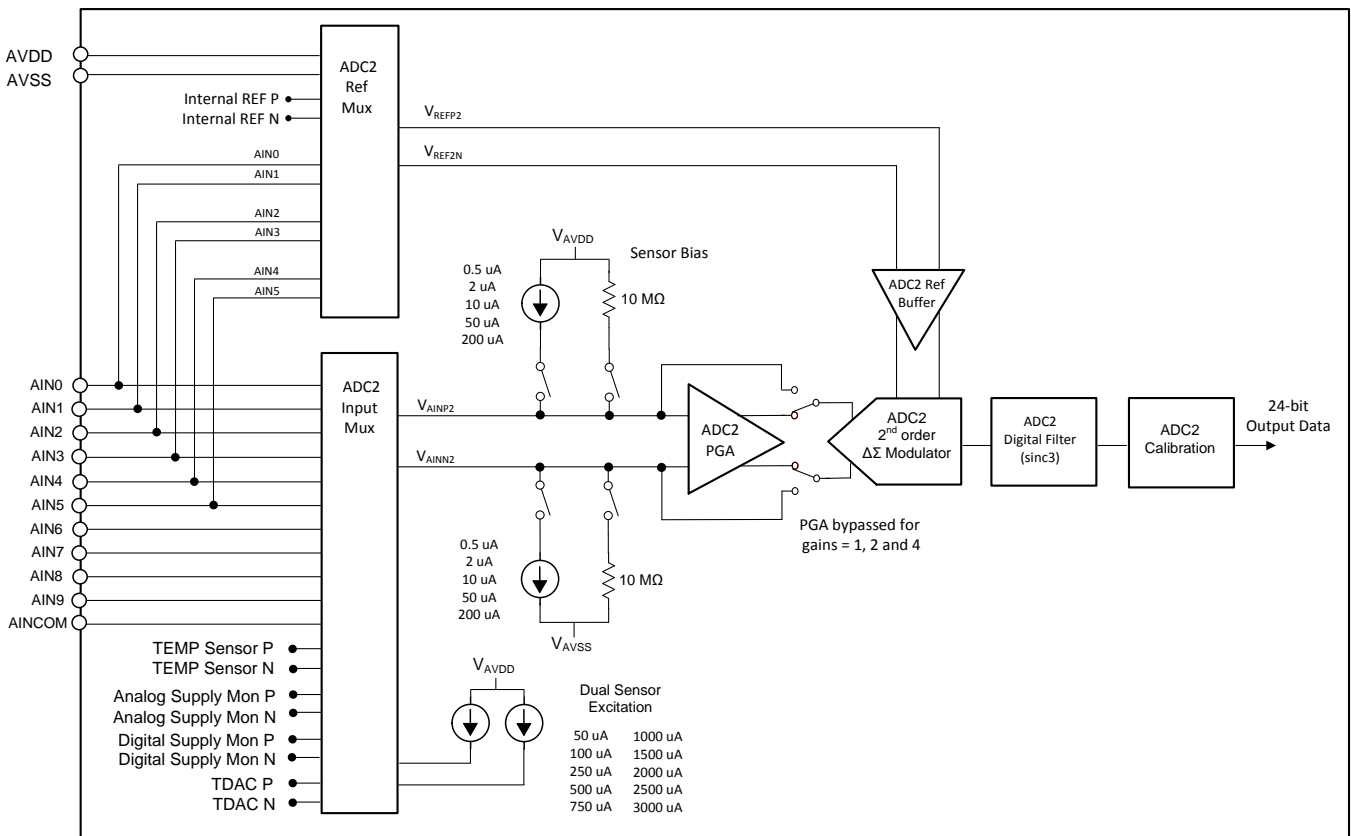 AVDD
AVSS
Internal REF P
Internal REF N
AIN0
AIN1
AIN2
AIN3
AIN4
AIN5
ADC2
Ref
Mux
VREFP2
VREF2N
VAVDD
Sensor Bias
0.5 uA
2 uA
10 uA
50 uA
200 uA
10 MΩ
ADC2 Ref
Buffer
AIN0
AIN1
AIN2
AIN3
AIN4
AIN5
AIN6
AIN7
AIN8
AIN9
AINCOM
ADC2
Input
Mux
VAINP2
VAINN2
ADC2
PGA
ADC2
2nd order
ΔΣ Modulator
ADC2
Digital Filter
(sinc3)
ADC2
Calibration
24-bit
Output Data
PGA bypassed for
gains = 1, 2 and 4
0.5 uA
2 uA
10 uA
50 uA
200 uA
10 MΩ
VAVSS
TEMP Sensor P
TEMP Sensor N
Analog Supply Mon P
Analog Supply Mon N
Digital Supply Mon P
Digital Supply Mon N
TDAC P
TDAC N
VAVDD
Dual Sensor
Excitation
50 uA 1000 uA
100 uA 1500 uA
250 uA 2000 uA
500 uA 2500 uA
750 uA 3000 uA